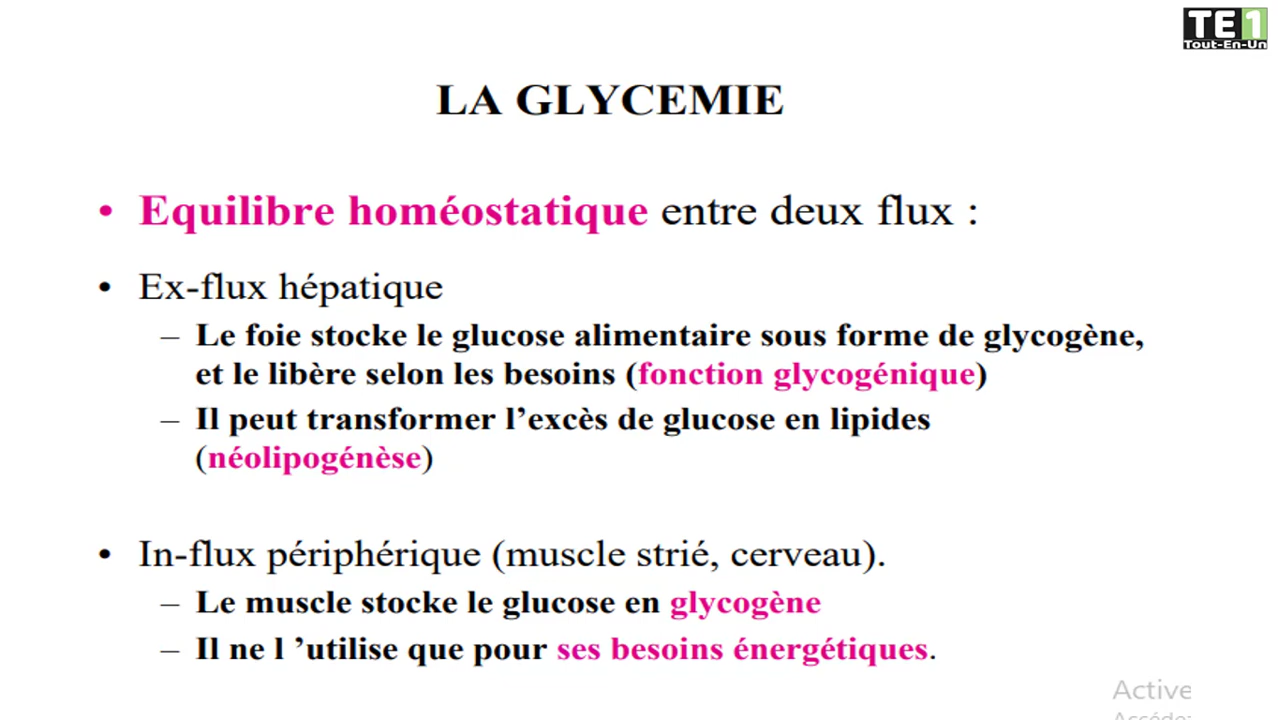 TE1
Tout-En-Un
LA GLYCEMIE
• Equilibre homéostatique entre deux flux :
• Ex-flux hépatique
– Le foie stocke le glucose alimentaire sous forme de glycogène,
et le libère selon les besoins (fonction glycogénique)
– Il peut transformer l’excès de glucose en lipides
(néolipogénèse)
• In-flux périphérique (muscle strié, cerveau).
– Le muscle stocke le glucose en glycogène
– Il ne l ’utilise que pour ses besoins énergétiques.
Active